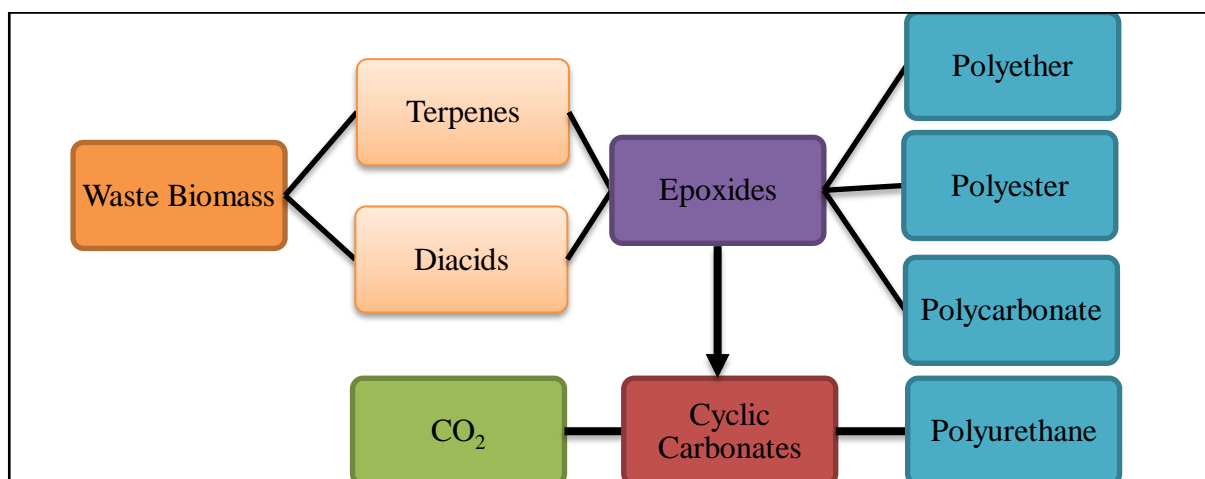 Polyether
Terpenes
Waste Biomass
Epoxides
Polyester
Diacids
Polycarbonate
CO₂
Cyclic
Carbonates
Polyurethane